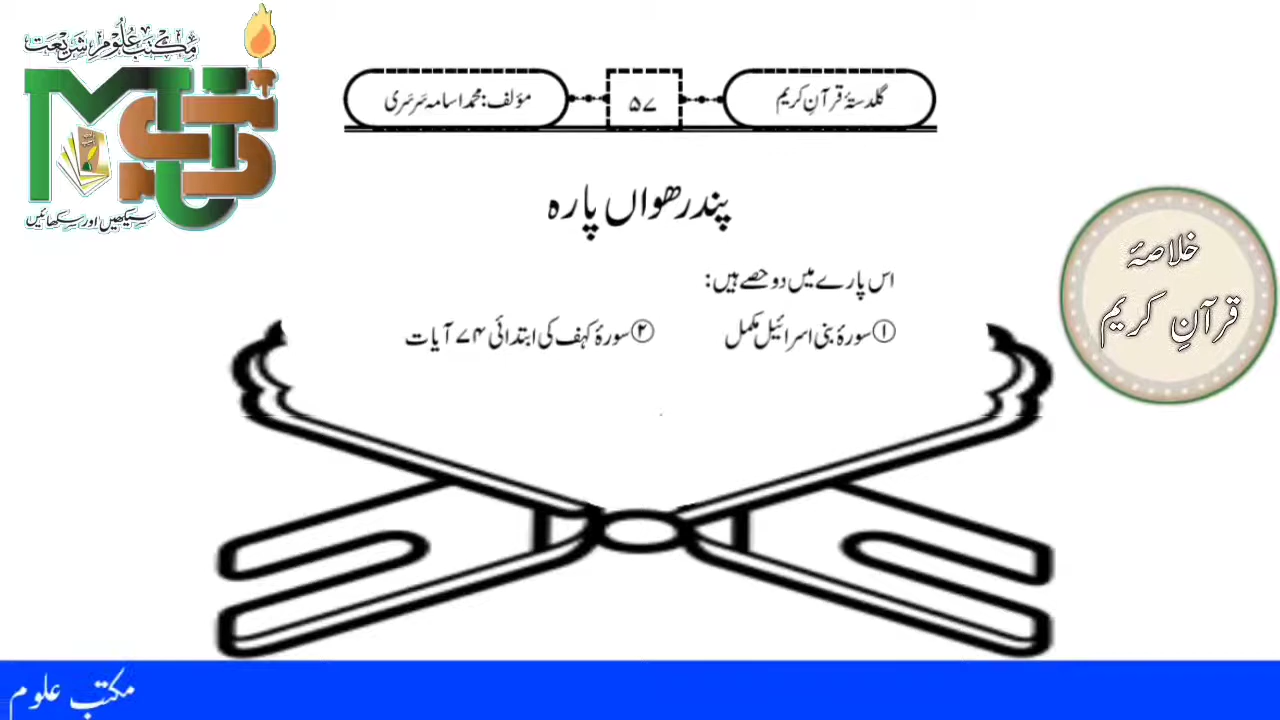 مکتب علوم شریعت
MUS
سیکھیں اور سکھائیں
گلدستۂ قرآنِ کریم
۵۷
مؤلف: محمد اسامہ سَرسَری
پندرھواں پارہ
اس پارے میں دو حصے ہیں:
① سورۂ بنی اسرائیل مکمل ② سورۂ کہف کی ابتدائی ۷۴ آیات
خلاصۂ
قرآنِ کریم
مکتب علوم